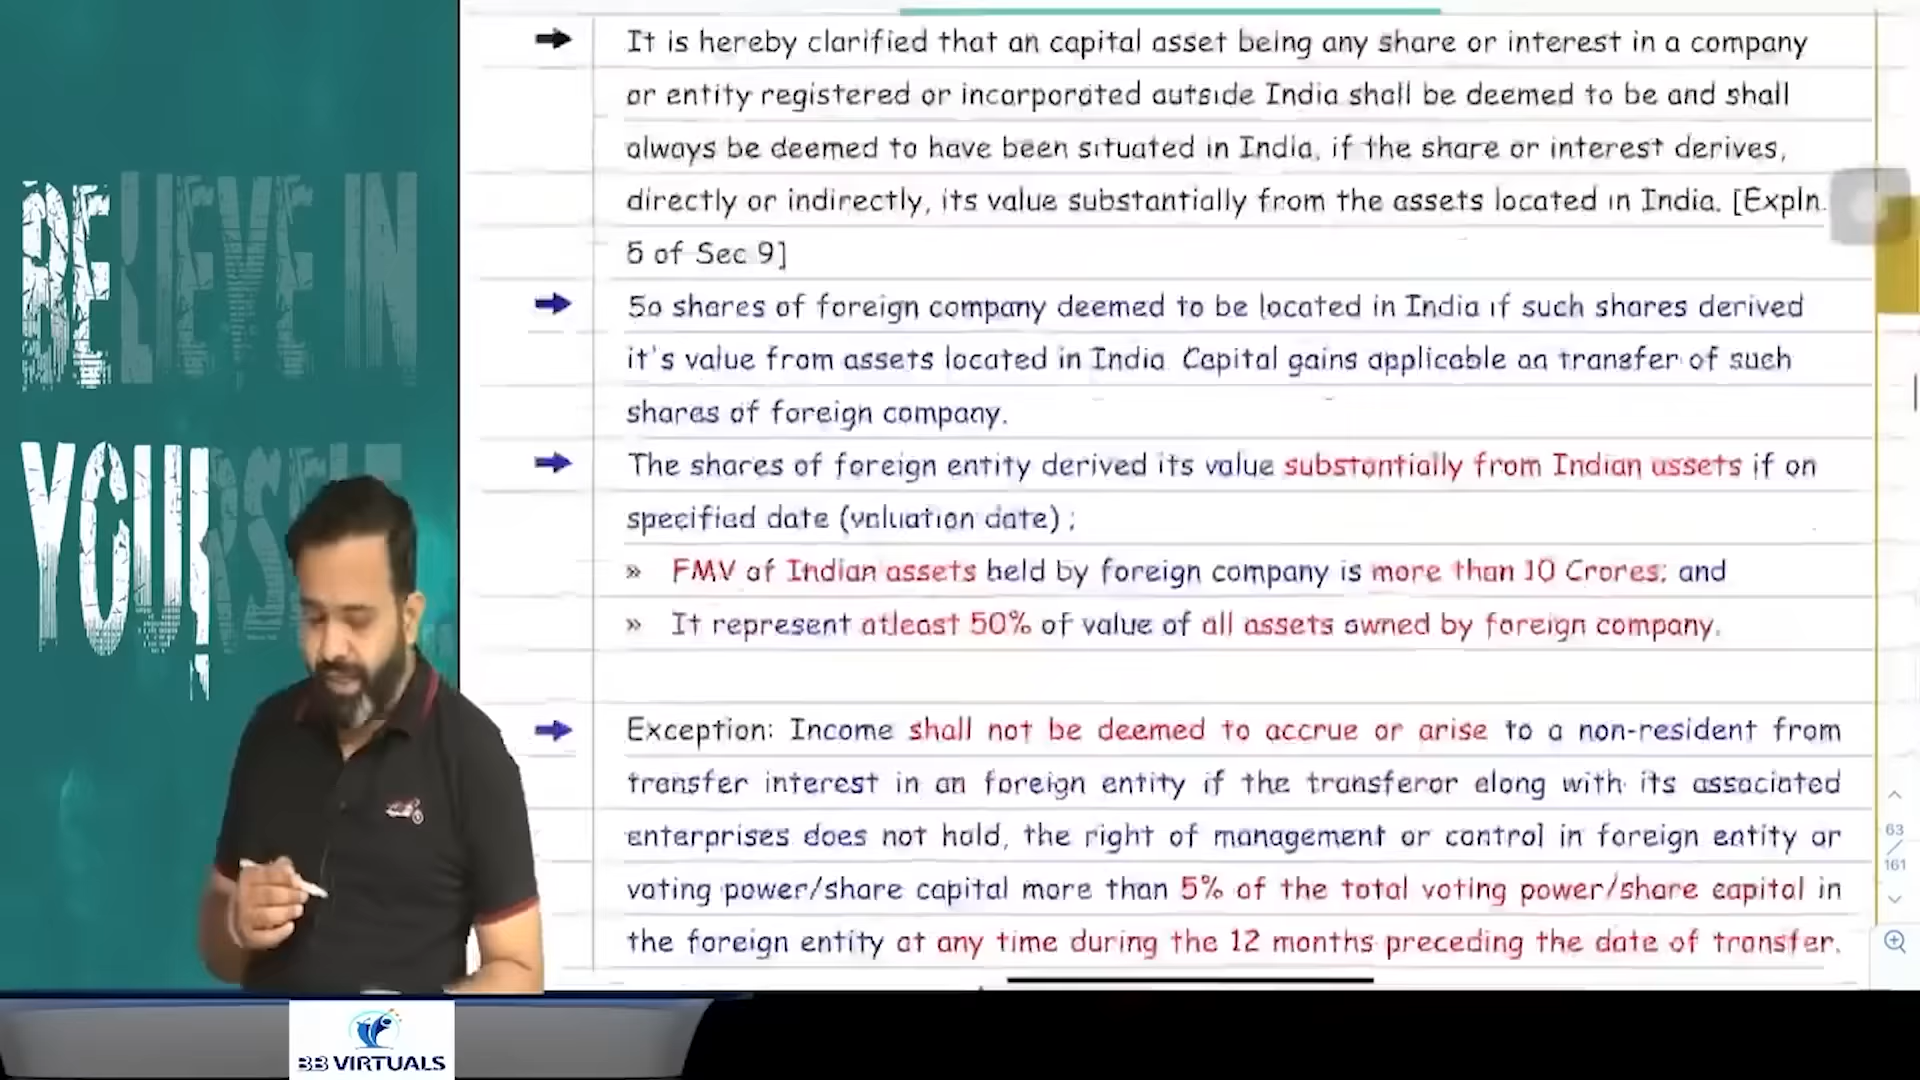 It is hereby clarified that an capital asset being any share or interest in a company
or entity registered or incorporated outside India shall be deemed to be and shall
always be deemed to have been situated in India, if the share or interest derives,
directly or indirectly, its value substantially from the assets located in India. [Expln.
5 of Sec 9]
So shares of foreign company deemed to be located in India if such shares derived
it's value from assets located in India. Capital gains applicable on transfer of such
shares of foreign company.
The shares of foreign entity derived its value substantially from Indian assets if on
specified date (valuation date) ;
» FMV of Indian assets held by foreign company is more than 10 Crores; and
» It represent atleast 50% of value of all assets owned by foreign company.
Exception: Income shall not be deemed to accrue or arise to a non-resident from
transfer interest in an foreign entity if the transferor along with its associated
enterprises does not hold, the right of management or control in foreign entity or
voting power/share capital more than 5% of the total voting power/share capital in
the foreign entity at any time during the 12 months preceding the date of transfer.
BELIEVE IN
YOURSELF
63
/
161
BB VIRTUALS